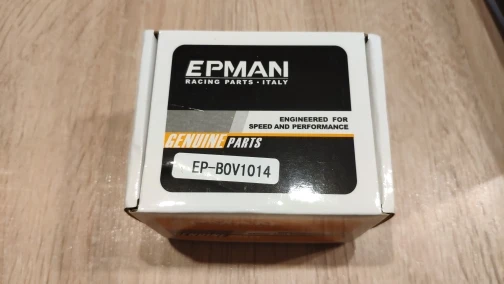 EPMAN
RACING PARTS · ITALY
ENGINEERED FOR
SPEED AND PERFORMANCE
GENUINE PARTS
EP-BOV1014